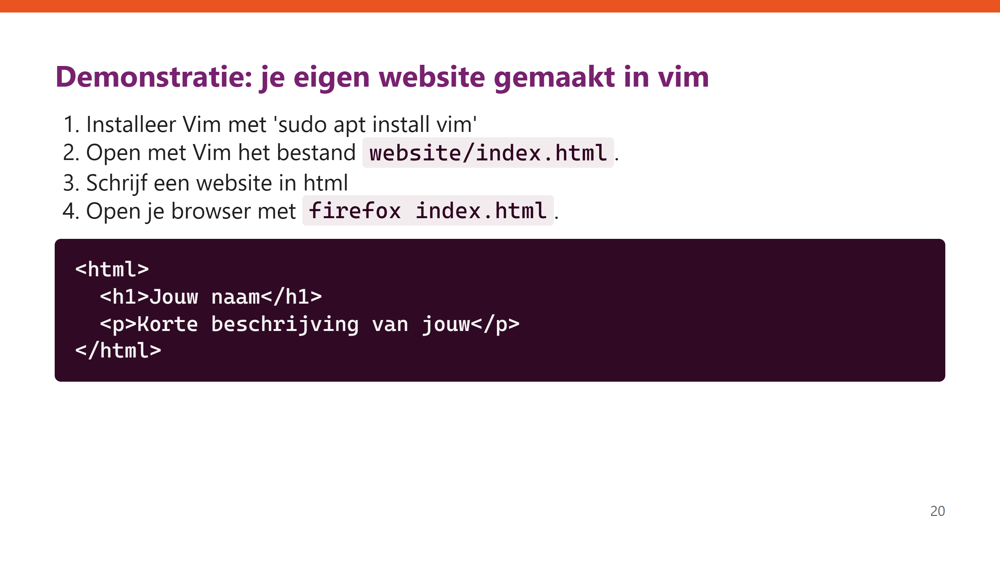 Demonstratie: je eigen website gemaakt in vim
1. Installeer Vim met 'sudo apt install vim'
2. Open met Vim het bestand website/index.html.
3. Schrijf een website in html
4. Open je browser met firefox index.html.
<html>
  <h1>Jouw naam</h1>
  <p>Korte beschrijving van jouw</p>
</html>
20